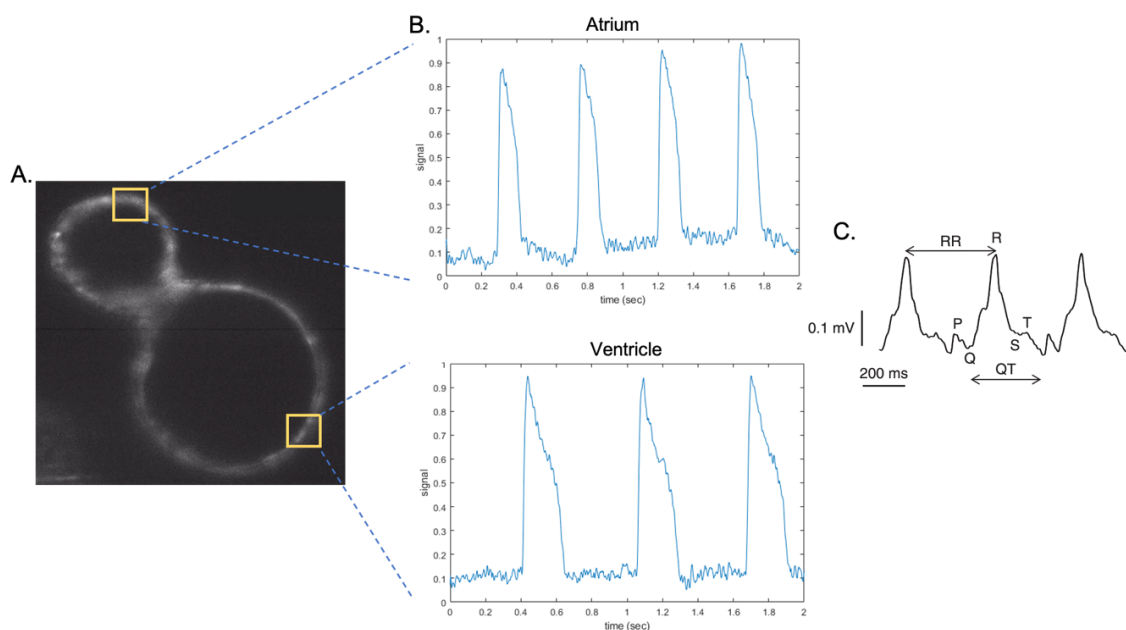 A.
B.
Atrium
1
0.9
0.8
0.7
0.6
0.5
0.4
0.3
0.2
0.1
0
signal
0 0.2 0.4 0.6 0.8 1 1.2 1.4 1.6 1.8 2
time (sec)
Ventricle
1
0.9
0.8
0.7
0.6
0.5
0.4
0.3
0.2
0.1
0
signal
0 0.2 0.4 0.6 0.8 1 1.2 1.4 1.6 1.8 2
time (sec)
C.
RR R
0.1 mV
P T
Q S
200 ms QT